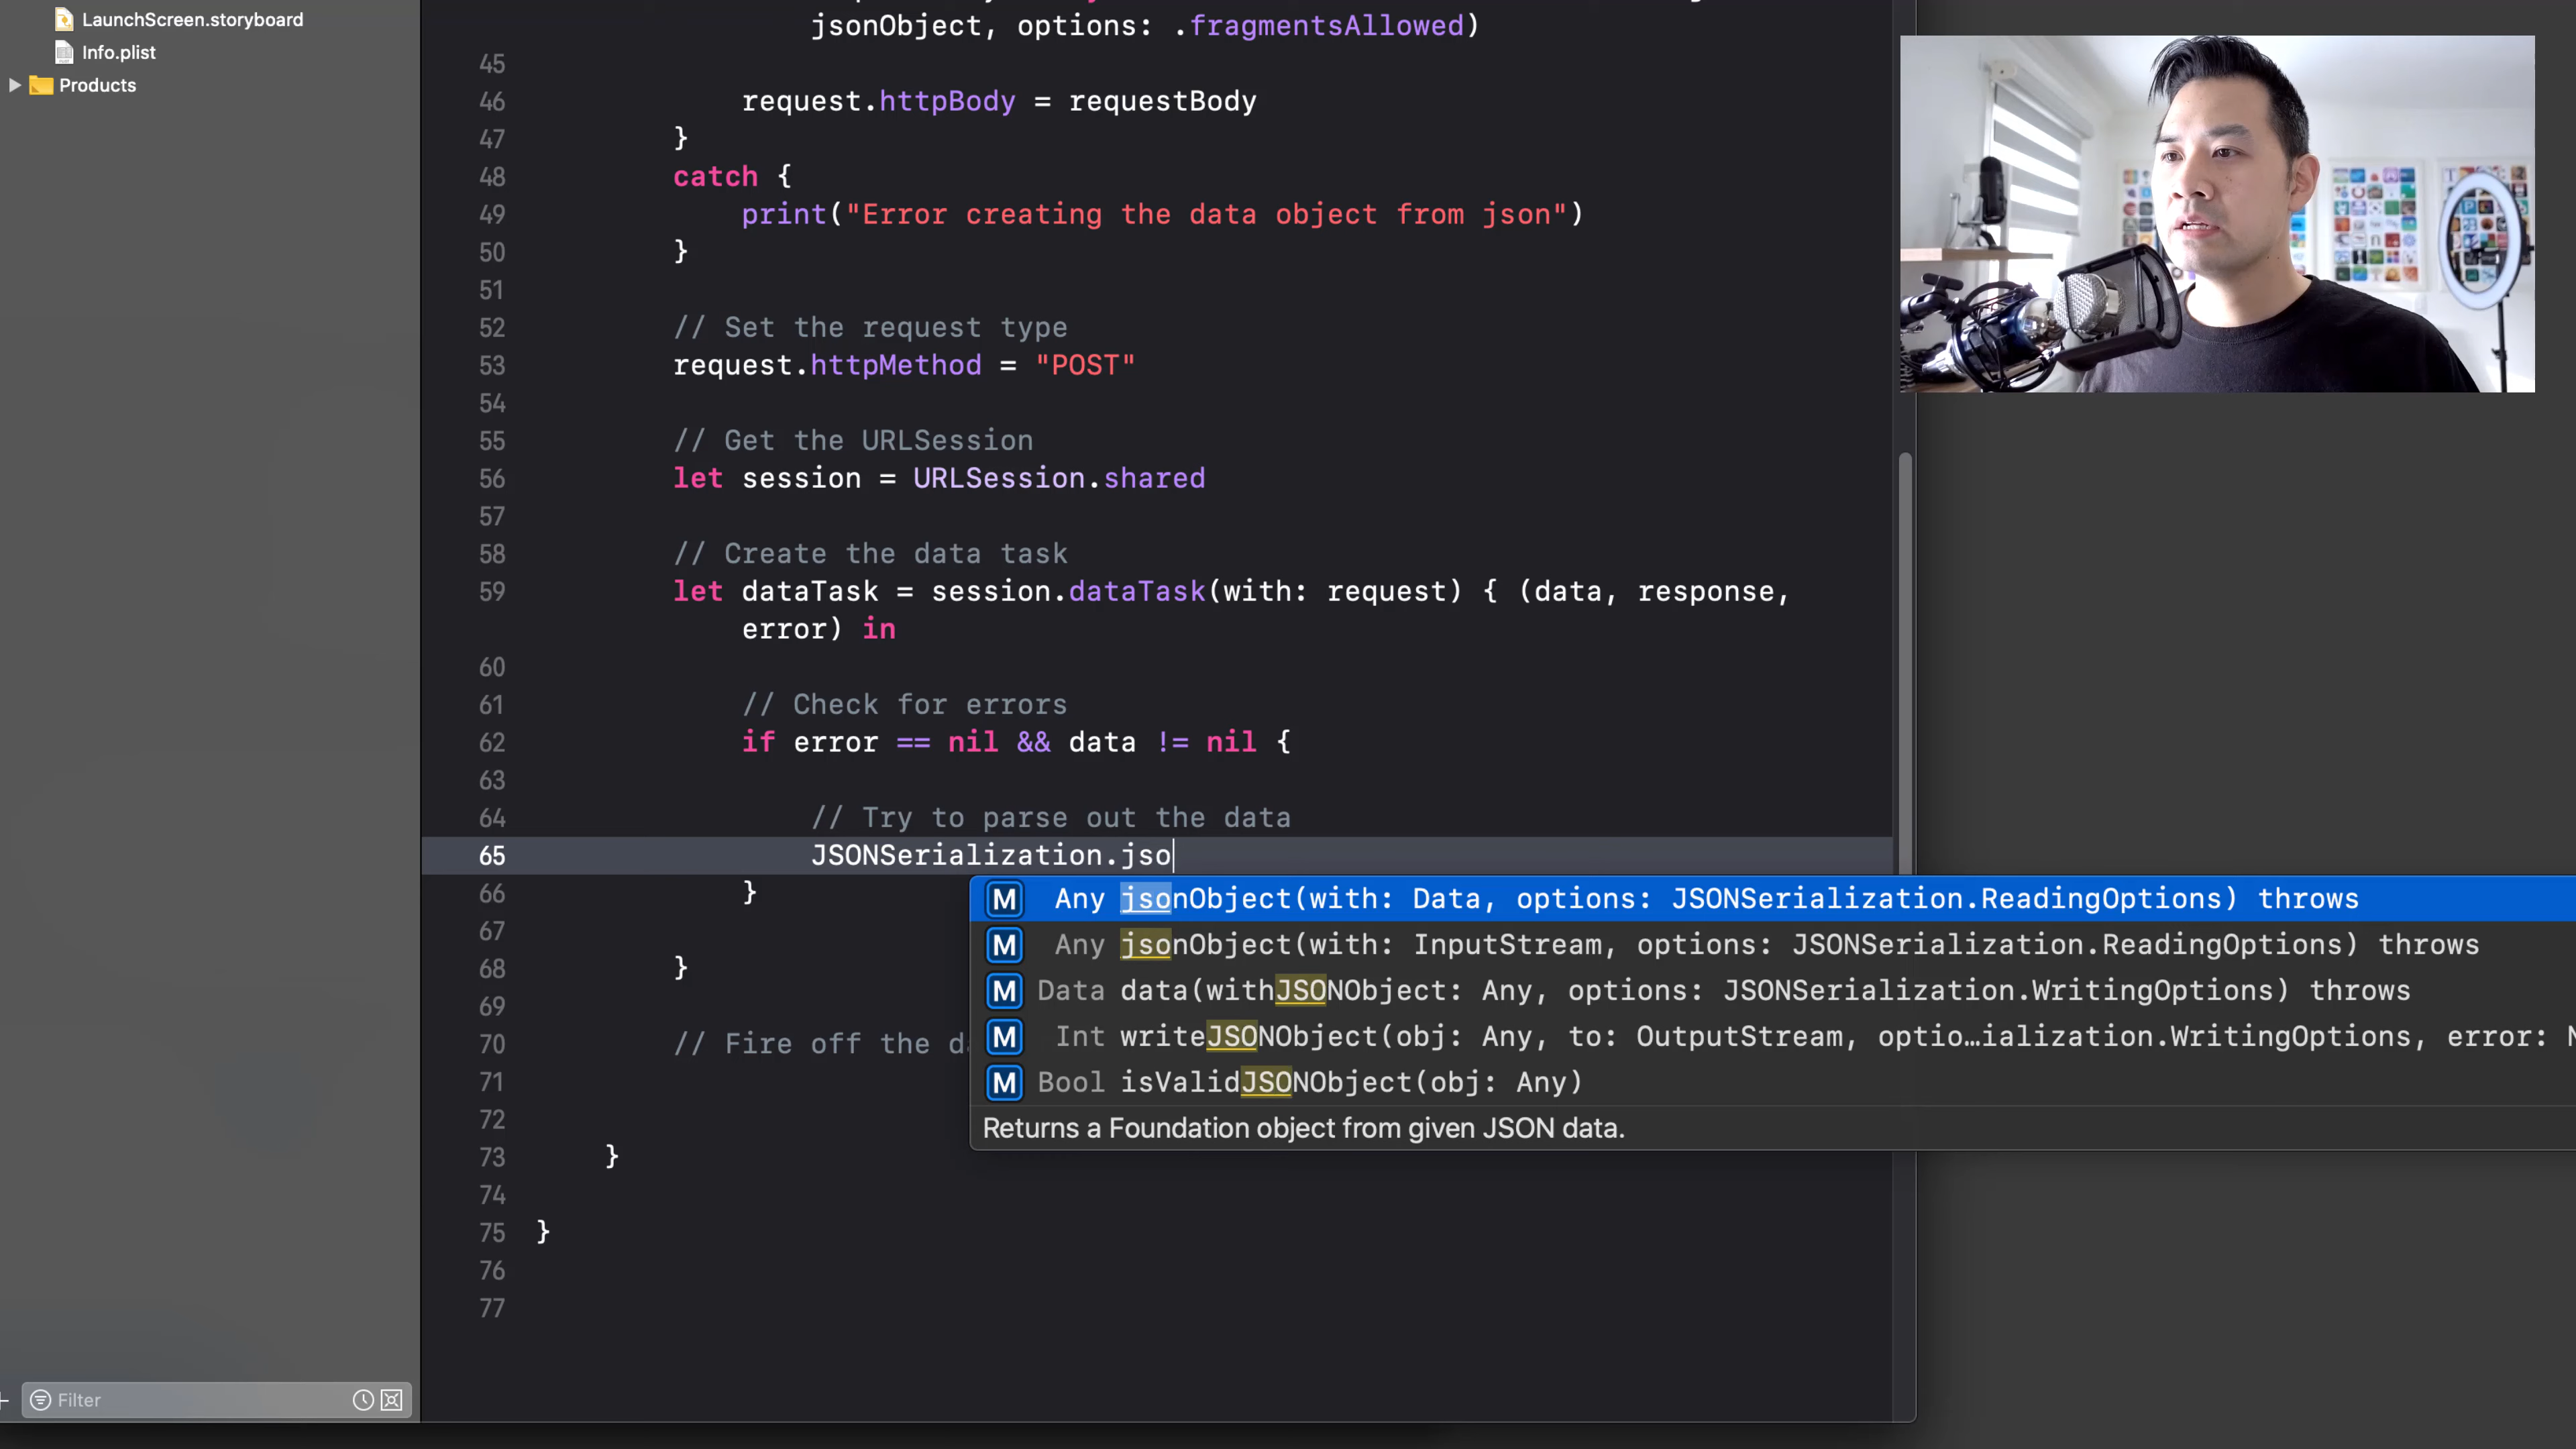 LaunchScreen.storyboard
Info.plist
Products
jsonObject, options: .fragmentsAllowed)
45
46 request.httpBody = requestBody
47 }
48 catch {
49 print("Error creating the data object from json")
50 }
51
52 // Set the request type
53 request.httpMethod = "POST"
54
55 // Get the URLSession
56 let session = URLSession.shared
57
58 // Create the data task
59 let dataTask = session.dataTask(with: request) { (data, response,
error) in
60
61 // Check for errors
62 if error == nil && data != nil {
63
64 // Try to parse out the data
65 JSONSerialization.jso
66 }
M Any jsonObject(with: Data, options: JSONSerialization.ReadingOptions) throws
67
M Any jsonObject(with: InputStream, options: JSONSerialization.ReadingOptions) throws
68 }
M Data data(withJSONObject: Any, options: JSONSerialization.WritingOptions) throws
69
M Int writeJSONObject(obj: Any, to: OutputStream, optio…ialization.WritingOptions, error: N
70 // Fire off the da
M Bool isValidJSONObject(obj: Any)
71
72
Returns a Foundation object from given JSON data.
73 }
74
75 }
76
77
Filter